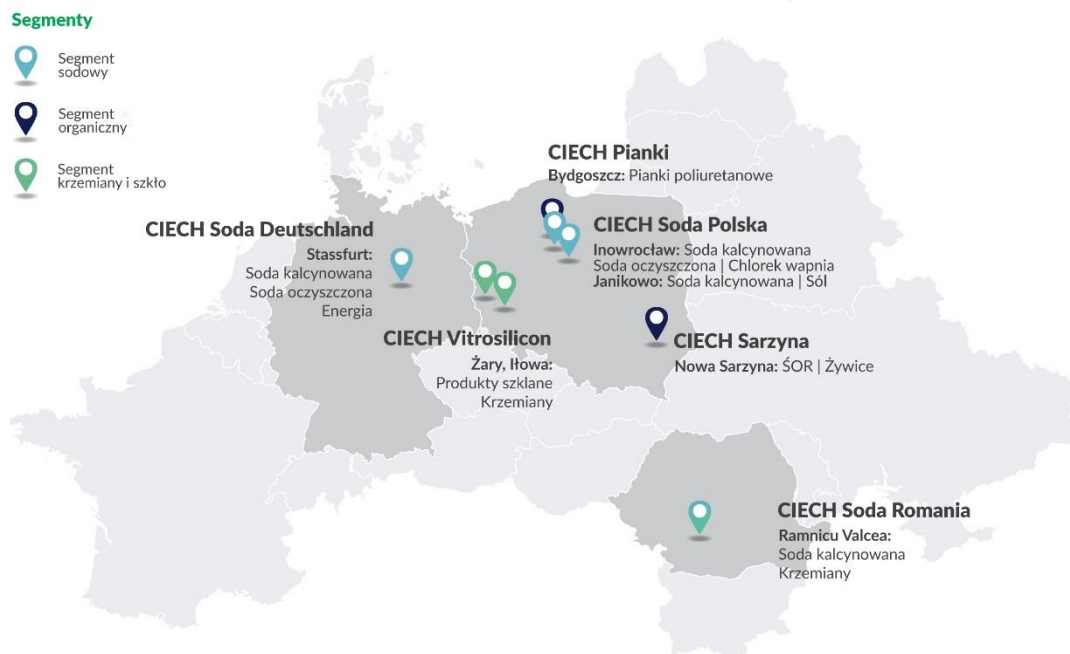 Segmenty
Segment
sodowy
Segment
organiczny
Segment
krzemiany i szkło
CIECH Pianki
Bydgoszcz: Pianki poliuretanowe
CIECH Soda Deutschland
Stassfurt:
Soda kalcynowana
Soda oczyszczona
Energia
CIECH Soda Polska
Inowrocław: Soda kalcynowana
Soda oczyszczona | Chlorek wapnia
Janikowo: Soda kalcynowana | Sól
CIECH Vitrosilicon
Żary, Iłowa:
Produkty szklane
Krzemiany
CIECH Sarzyna
Nowa Sarzyna: ŚOR | Żywice
CIECH Soda Romania
Ramnicu Valcea:
Soda kalcynowana
Krzemiany